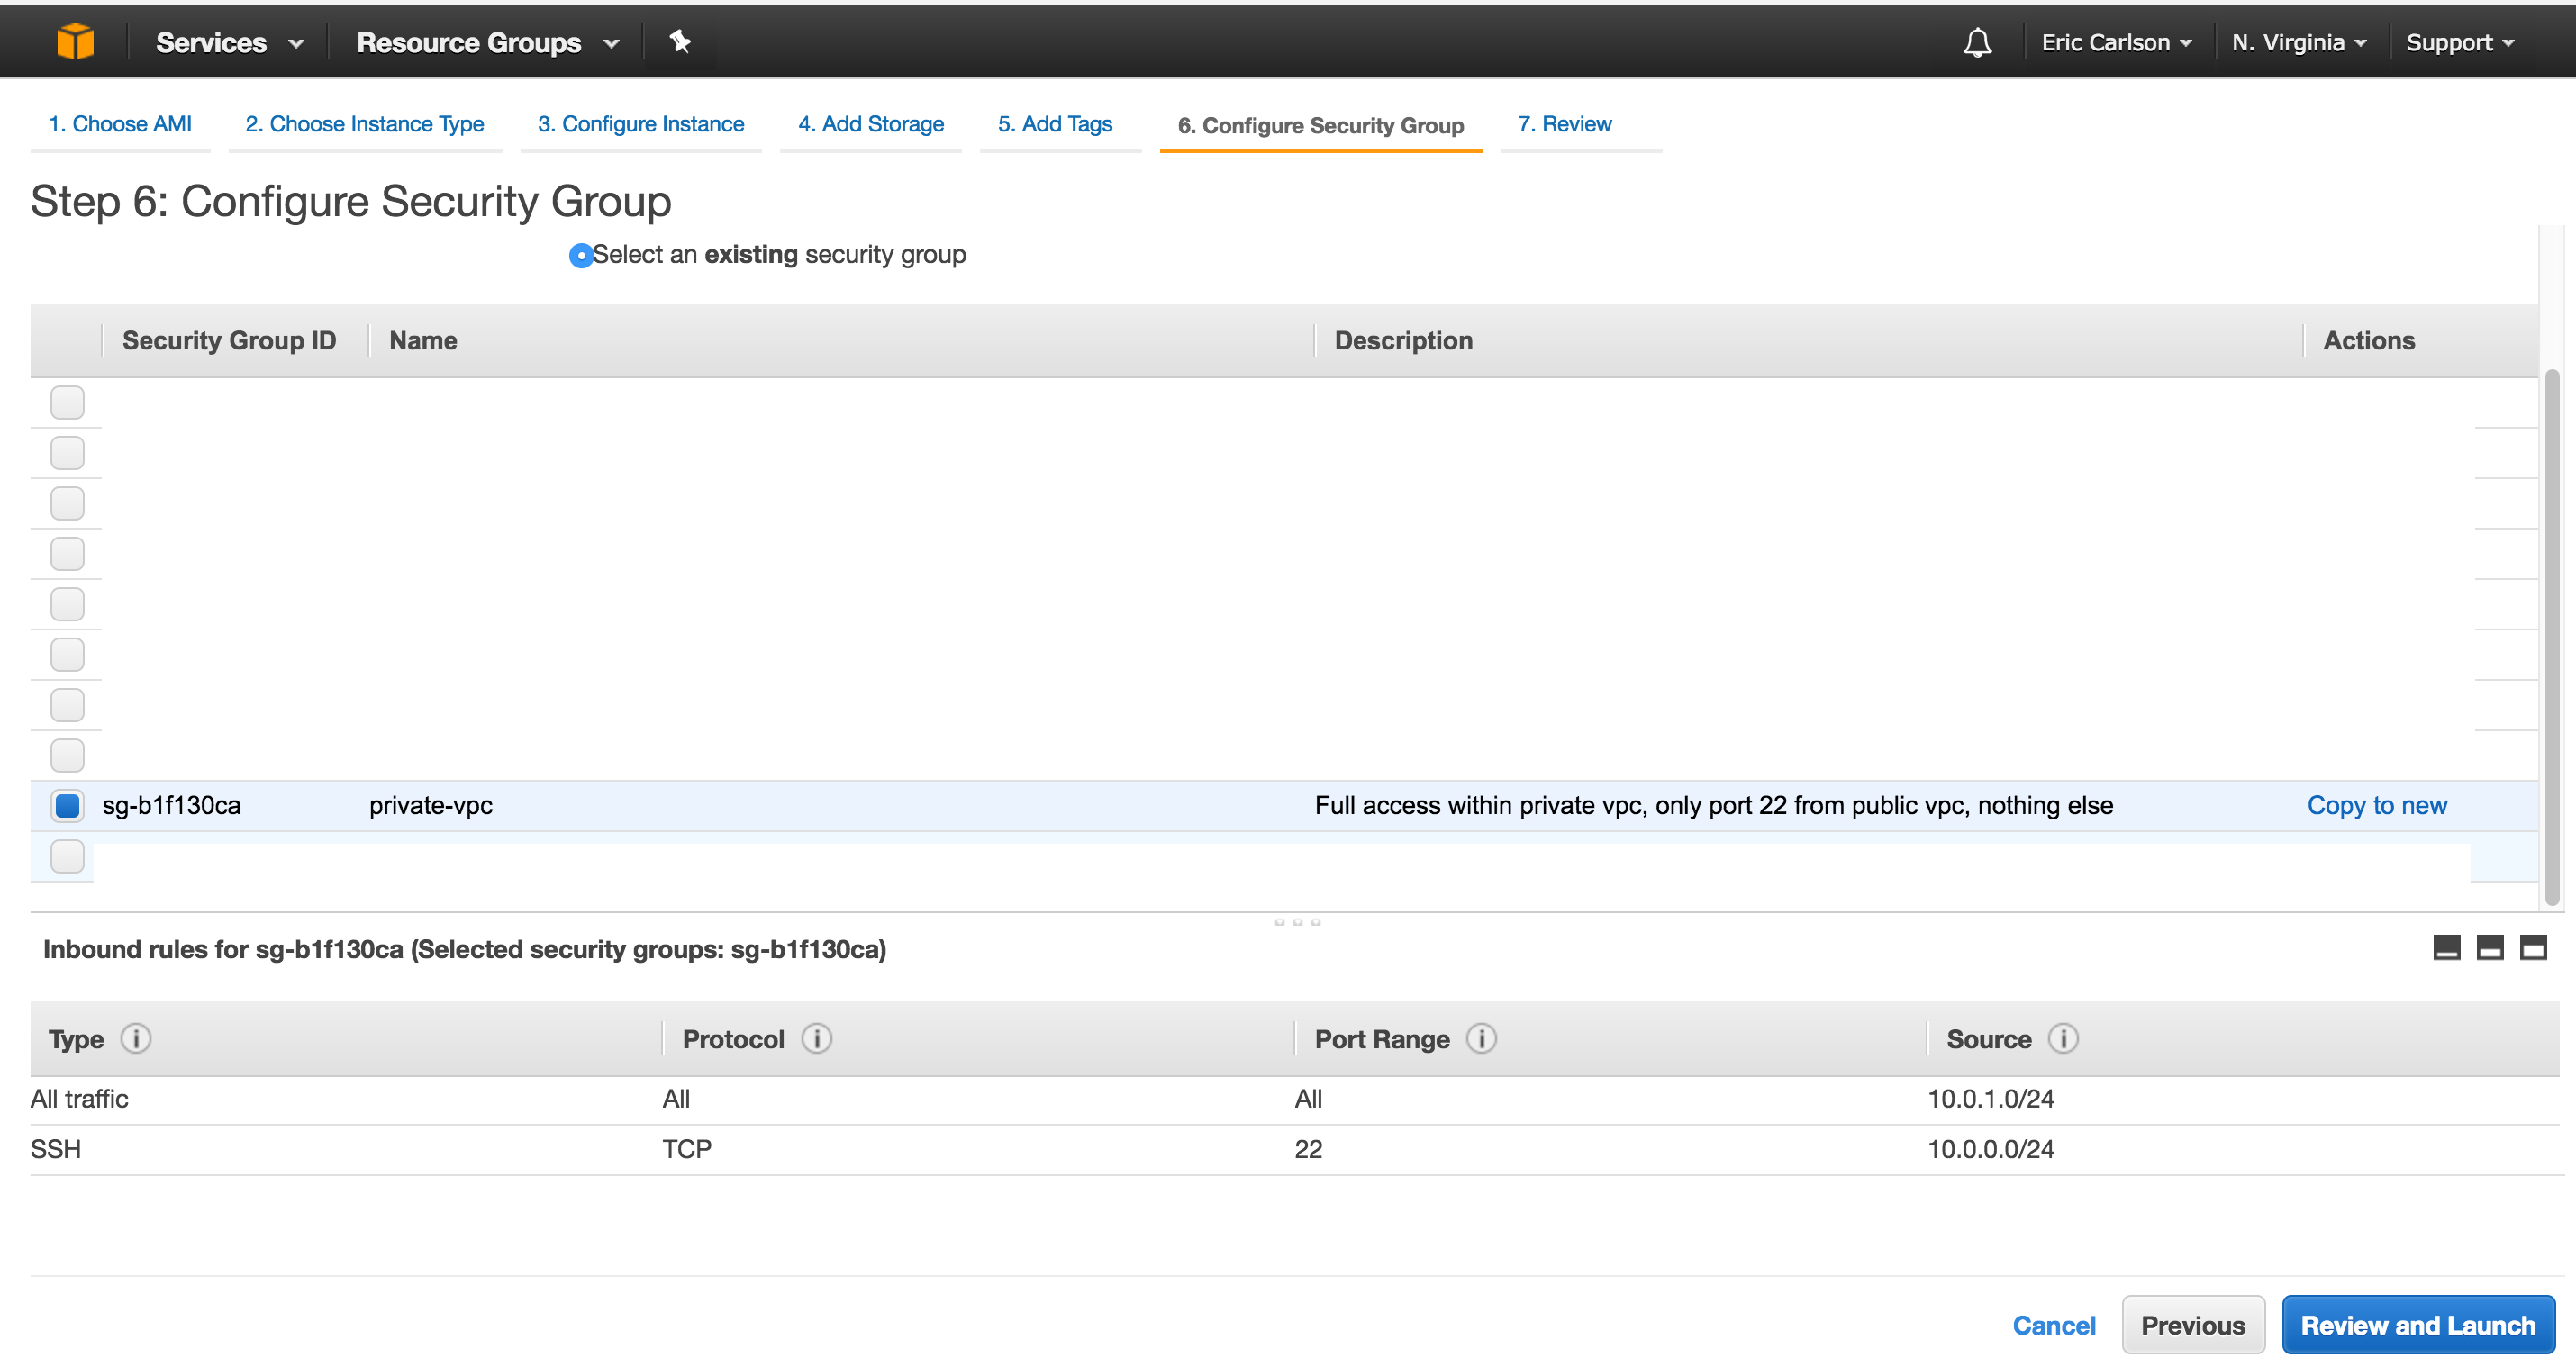 Services Resource Groups Eric Carlson N. Virginia Support
1. Choose AMI 2. Choose Instance Type 3. Configure Instance 4. Add Storage 5. Add Tags 6. Configure Security Group 7. Review
Step 6: Configure Security Group
Select an existing security group
Security Group ID Name Description Actions
sg-b1f130ca private-vpc Full access within private vpc, only port 22 from public vpc, nothing else Copy to new
Inbound rules for sg-b1f130ca (Selected security groups: sg-b1f130ca)
Type i Protocol i Port Range i Source i
All traffic All All 10.0.1.0/24
SSH TCP 22 10.0.0.0/24
Cancel Previous Review and Launch